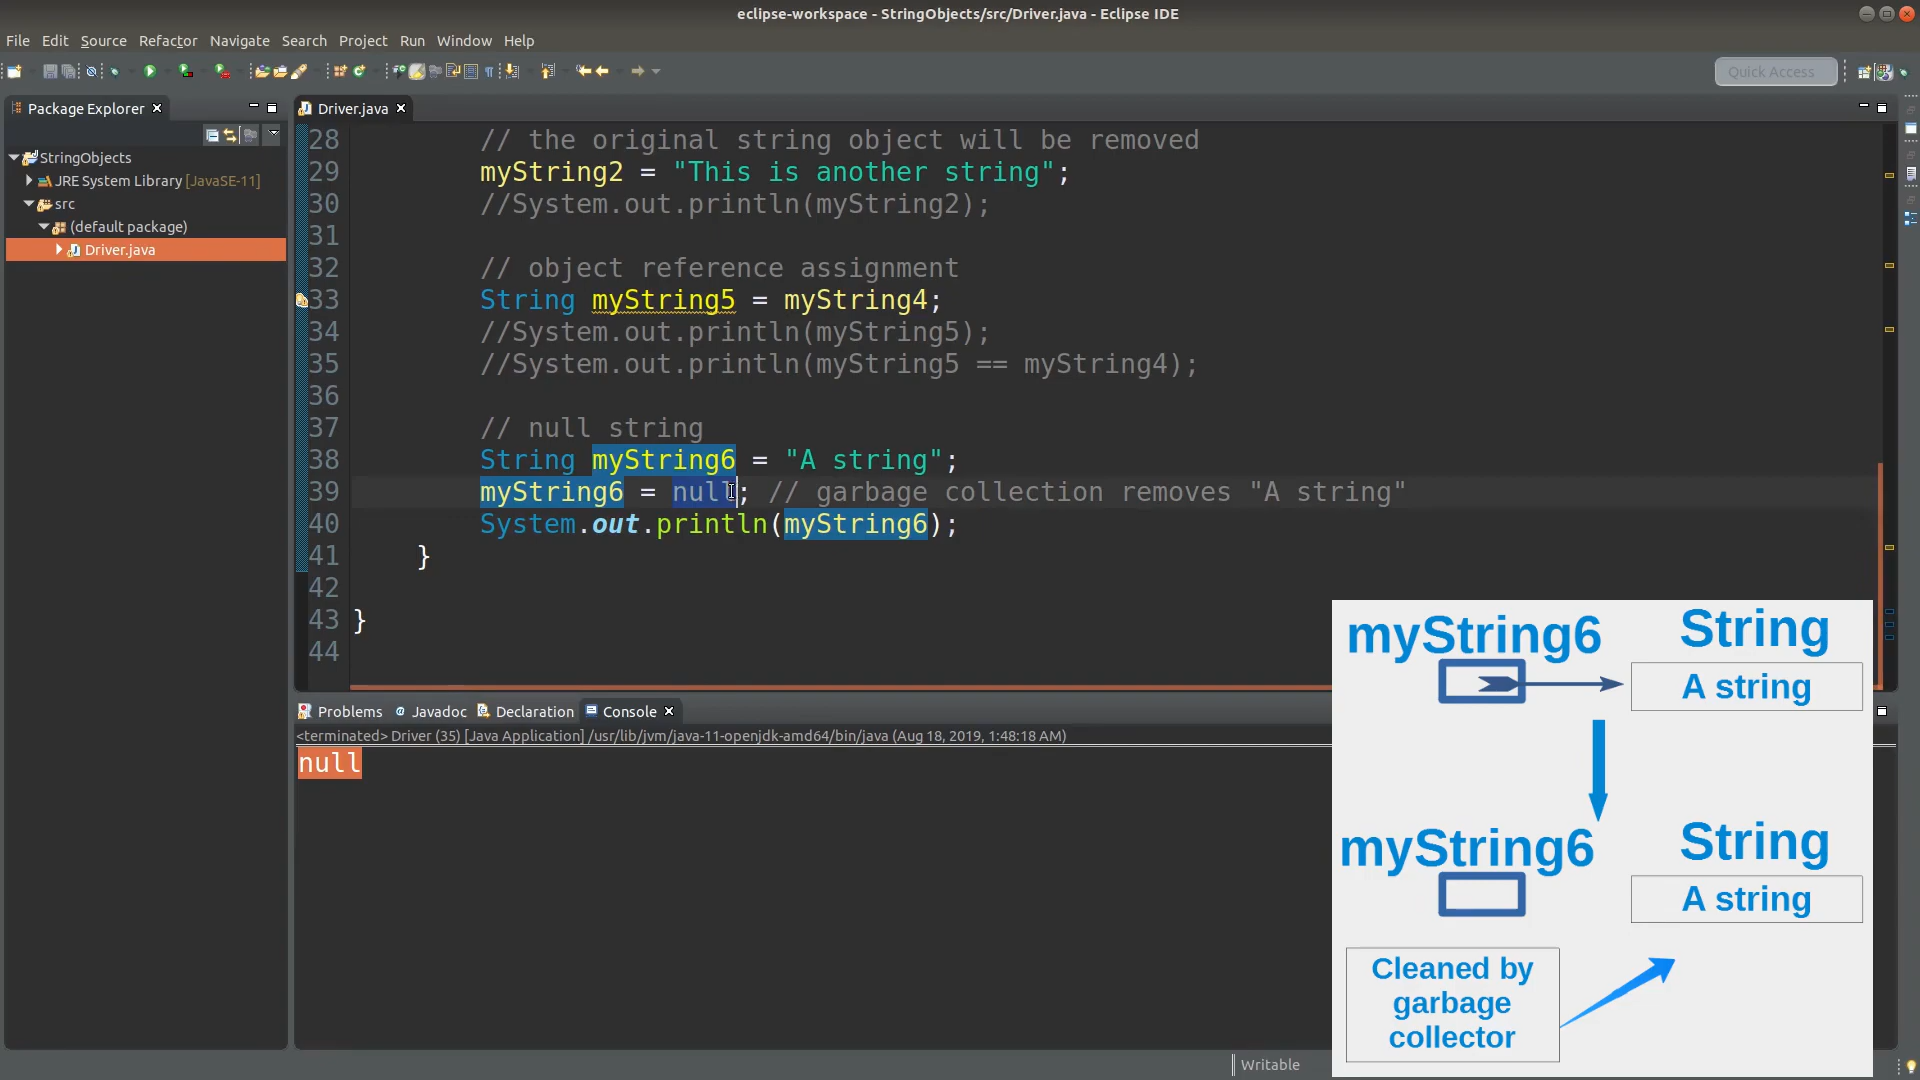 eclipse-workspace - StringObjects/src/Driver.java - Eclipse IDE
File Edit Source Refactor Navigate Search Project Run Window Help
Quick Access
Package Explorer
Driver.java
StringObjects
JRE System Library [JavaSE-11]
src
(default package)
Driver.java
28 // the original string object will be removed
29 myString2 = "This is another string";
30 //System.out.println(myString2);
31
32 // object reference assignment
33 String myString5 = myString4;
34 //System.out.println(myString5);
35 //System.out.println(myString5 == myString4);
36
37 // null string
38 String myString6 = "A string";
39 myString6 = null; // garbage collection removes "A string"
40 System.out.println(myString6);
41 }
42
43 }
44
Problems Javadoc Declaration Console
<terminated> Driver (35) [Java Application] /usr/lib/jvm/java-11-openjdk-amd64/bin/java (Aug 18, 2019, 1:48:18 AM)
null
myString6 String
A string
myString6 String
A string
Cleaned by
garbage
collector
Writable